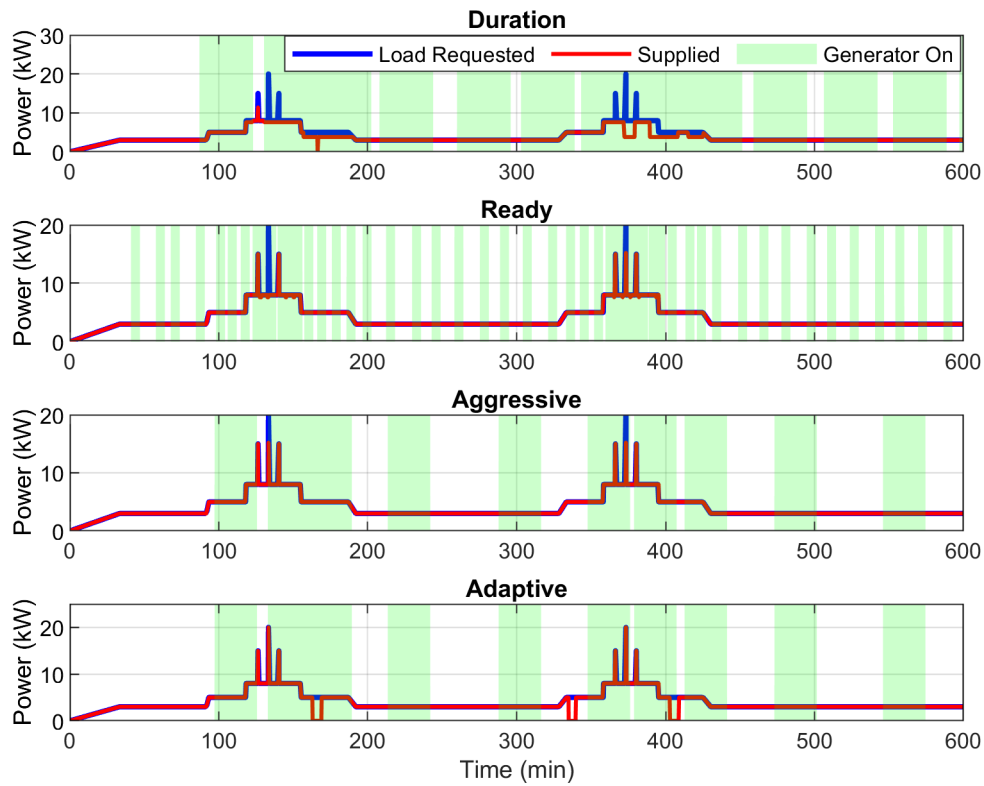 Duration
Power (kW)
30
20
10
0
Load Requested Supplied Generator On
0 100 200 300 400 500 600
Ready
Power (kW)
20
10
0
0 100 200 300 400 500 600
Aggressive
Power (kW)
20
10
0
0 100 200 300 400 500 600
Adaptive
Power (kW)
20
10
0
0 100 200 300 400 500 600
Time (min)